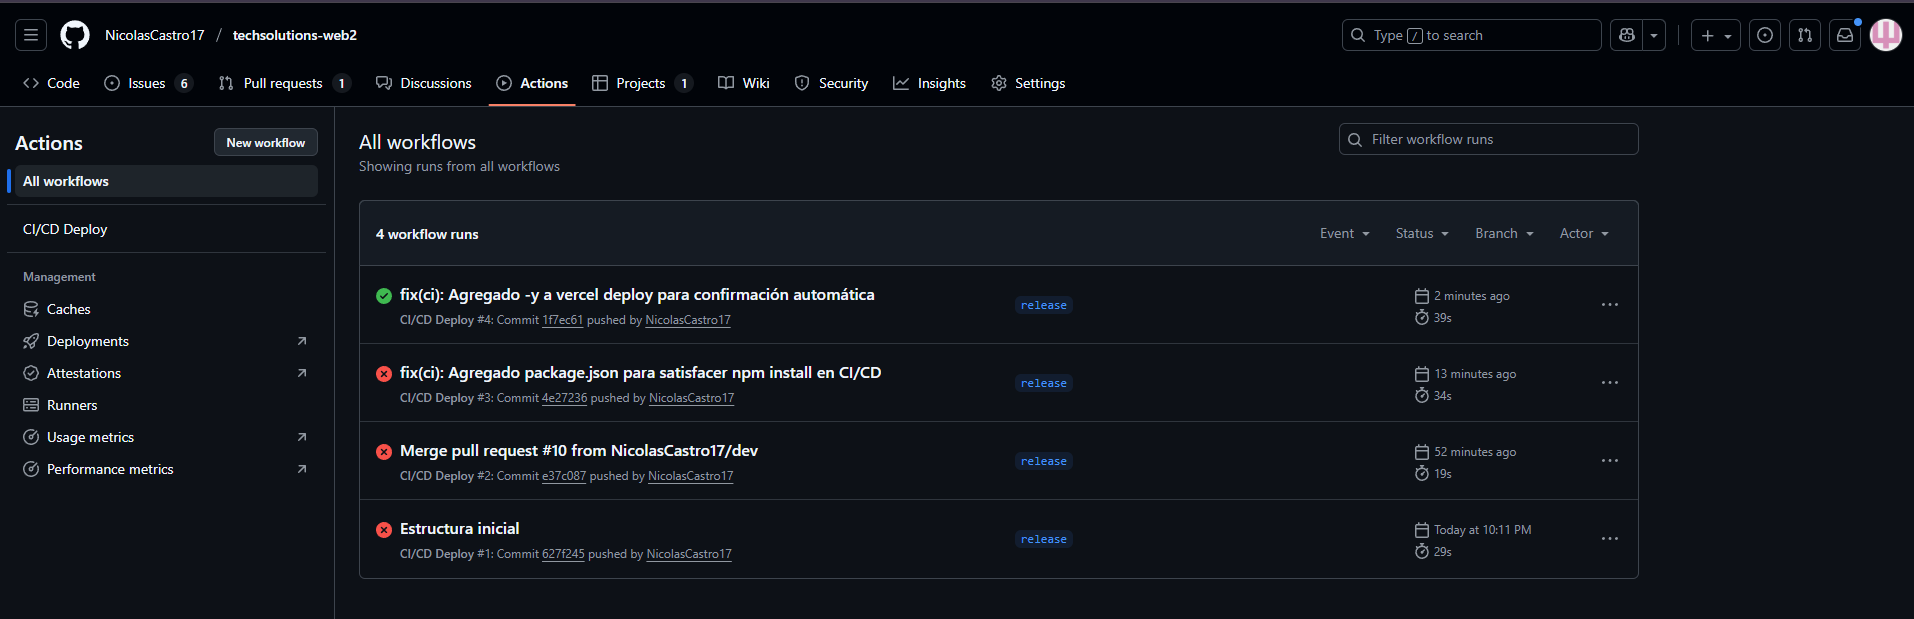 NicolasCastro17 / techsolutions-web2
Type / to search
Code
Issues 6
Pull requests 1
Discussions
Actions
Projects 1
Wiki
Security
Insights
Settings
Actions
New workflow
All workflows
CI/CD Deploy
Management
Caches
Deployments
Attestations
Runners
Usage metrics
Performance metrics
All workflows
Showing runs from all workflows
Filter workflow runs
4 workflow runs
Event
Status
Branch
Actor
fix(ci): Agregado -y a vercel deploy para confirmación automática
CI/CD Deploy #4: Commit 1f7ec61 pushed by NicolasCastro17
release
2 minutes ago
39s
fix(ci): Agregado package.json para satisfacer npm install en CI/CD
CI/CD Deploy #3: Commit 4e27236 pushed by NicolasCastro17
release
13 minutes ago
34s
Merge pull request #10 from NicolasCastro17/dev
CI/CD Deploy #2: Commit e37c087 pushed by NicolasCastro17
release
52 minutes ago
19s
Estructura inicial
CI/CD Deploy #1: Commit 627f245 pushed by NicolasCastro17
release
Today at 10:11 PM
29s